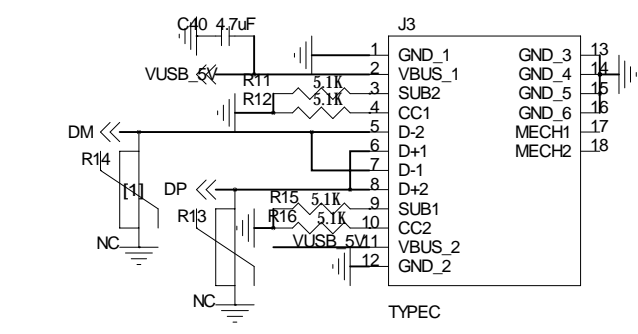 C40 4.7uF
J3
1 GND_1 GND_3 13
VUSB_5V 2 VBUS_1 GND_4 14
R11 5.1K 3 SUB2 GND_5 15
R12 5.1K 4 CC1 GND_6 16
DM 5 D-2 MECH1 17
6 D+1 MECH2 18
R14 7 D-1
[1] DP 8 D+2
R15 5.1K 9 SUB1
R13 R16 5.1K 10 CC2
NC VUSB_5V 11 VBUS_2
12 GND_2
NC
TYPEC